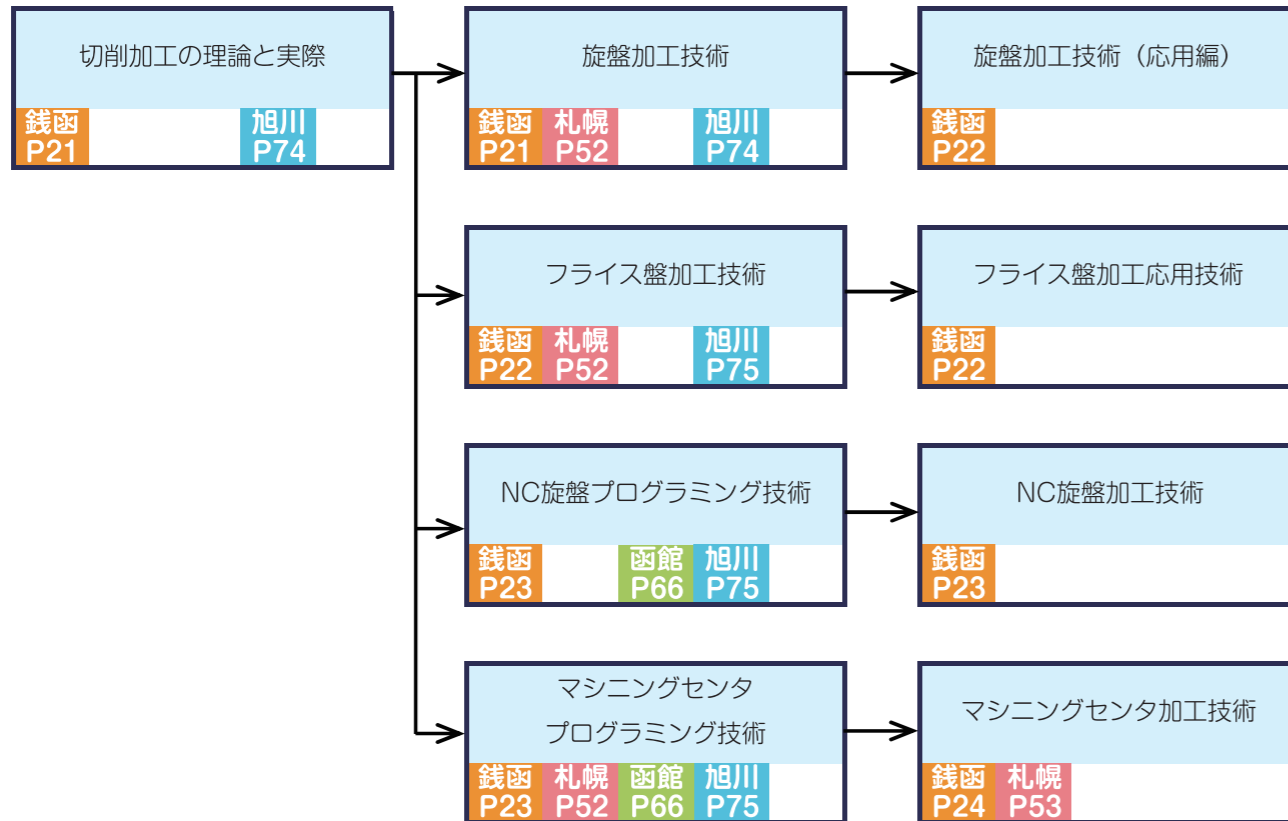 切削加工の理論と実際
銭函 旭川
P21 P74
旋盤加工技術
銭函 札幌 旭川
P21 P52 P74
旋盤加工技術（応用編）
銭函
P22
フライス盤加工技術
銭函 札幌 旭川
P22 P52 P75
フライス盤加工応用技術
銭函
P22
NC旋盤プログラミング技術
銭函 函館 旭川
P23 P66 P75
NC旋盤加工技術
銭函
P23
マシニングセンタ
プログラミング技術
銭函 札幌 函館 旭川
P23 P52 P66 P75
マシニングセンタ加工技術
銭函 札幌
P24 P53